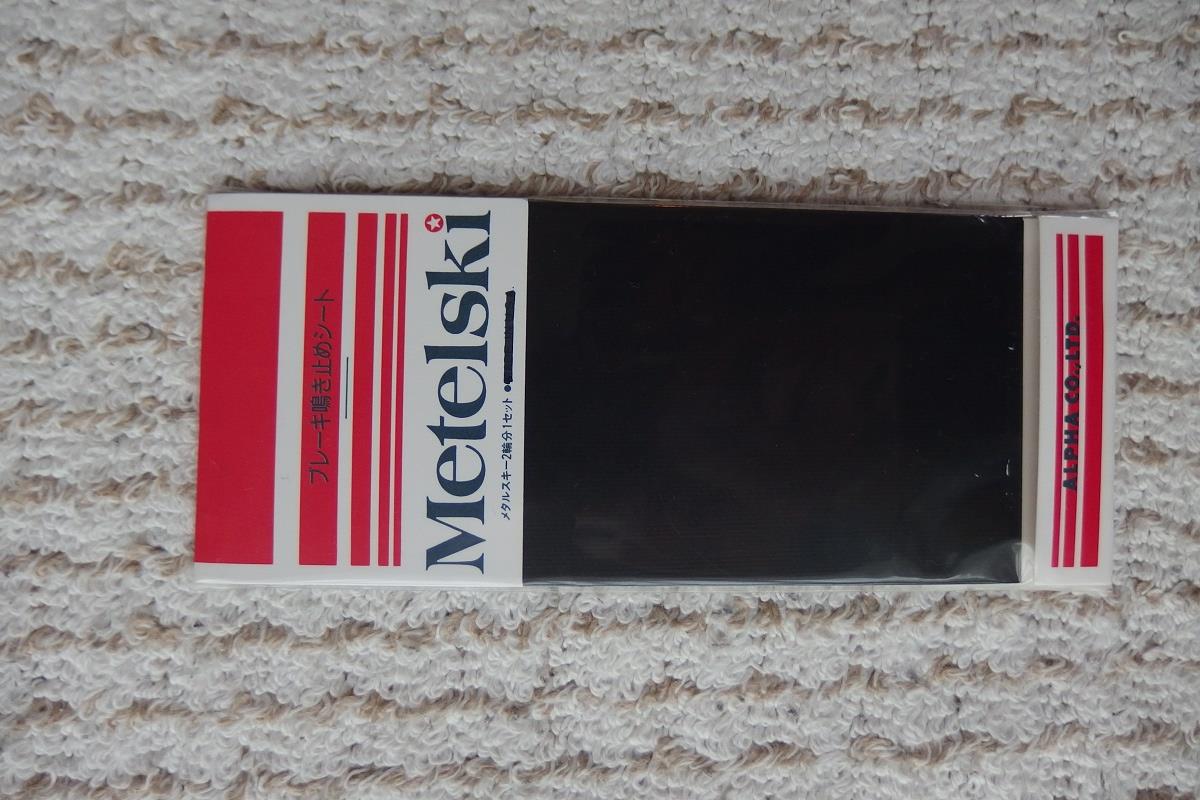 ブレーキ鳴き止めシート
Metelski
メタルスキー2輪分1セット●
ALPHA CO.,LTD.